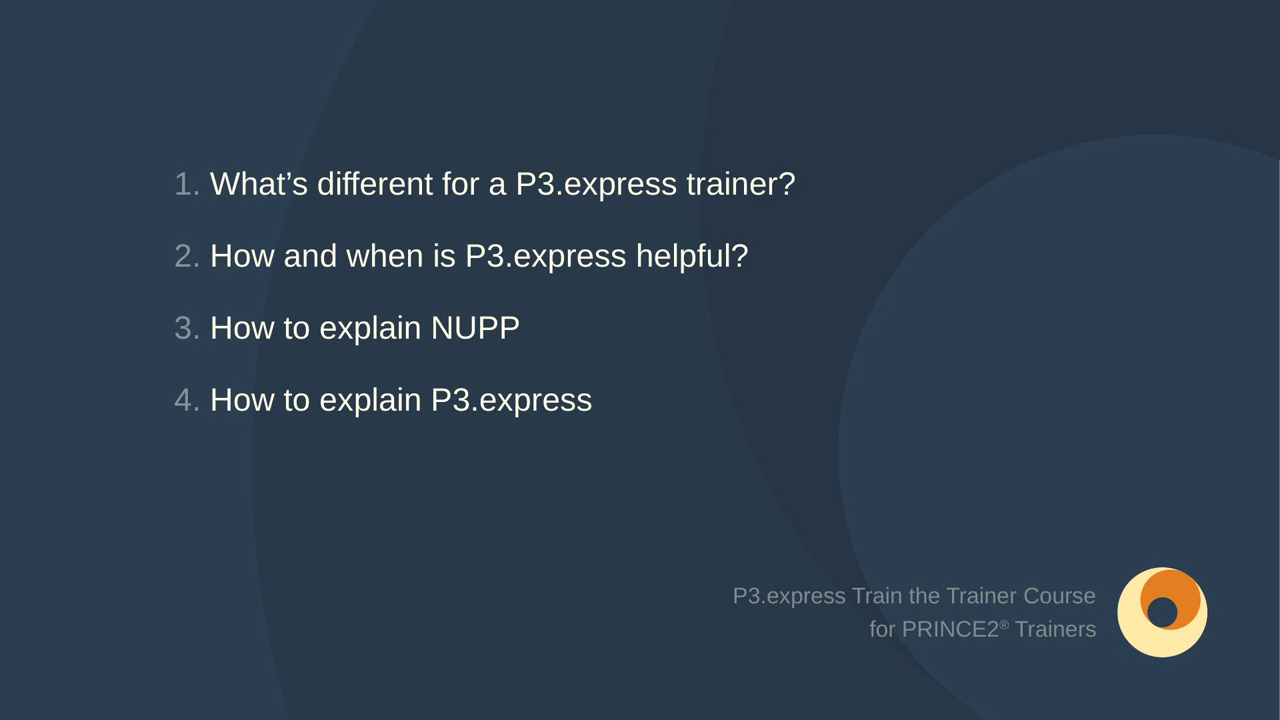 1. What’s different for a P3.express trainer?
2. How and when is P3.express helpful?
3. How to explain NUPP
4. How to explain P3.express
P3.express Train the Trainer Course
for PRINCE2® Trainers